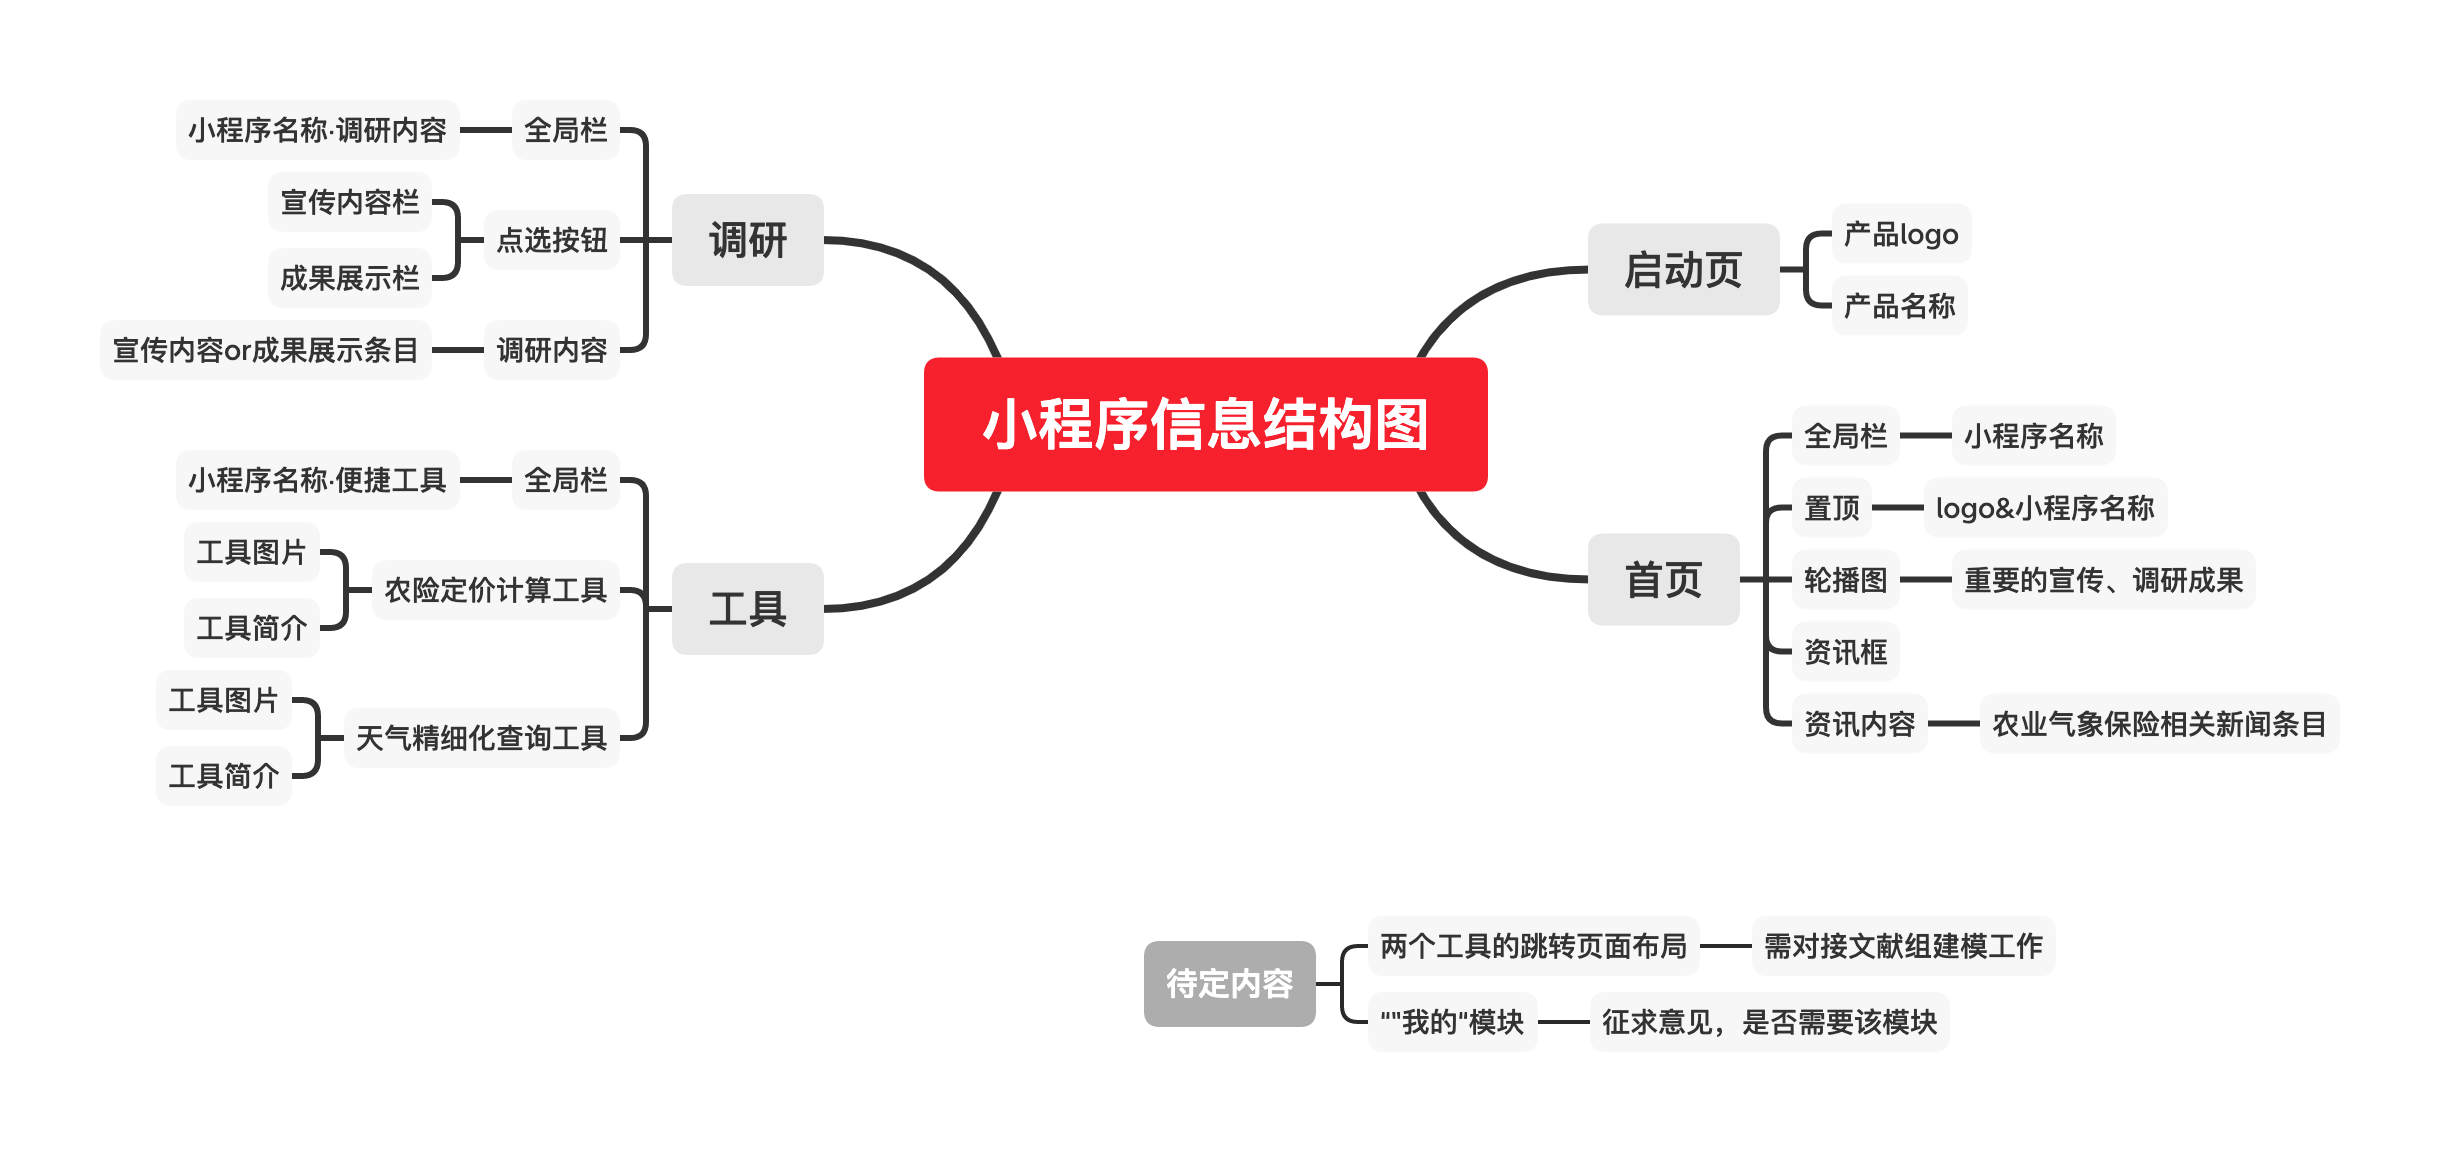 小程序信息结构图
启动页
产品logo
产品名称
首页
全局栏
小程序名称
置顶
logo&小程序名称
轮播图
重要的宣传、调研成果
资讯框
资讯内容
农业气象保险相关新闻条目
调研
全局栏
小程序名称·调研内容
点选按钮
宣传内容栏
成果展示栏
调研内容
宣传内容or成果展示条目
工具
全局栏
小程序名称·便捷工具
农险定价计算工具
工具图片
工具简介
天气精细化查询工具
工具图片
工具简介
待定内容
两个工具的跳转页面布局
需对接文献组建模工作
“"我的“模块
征求意见，是否需要该模块